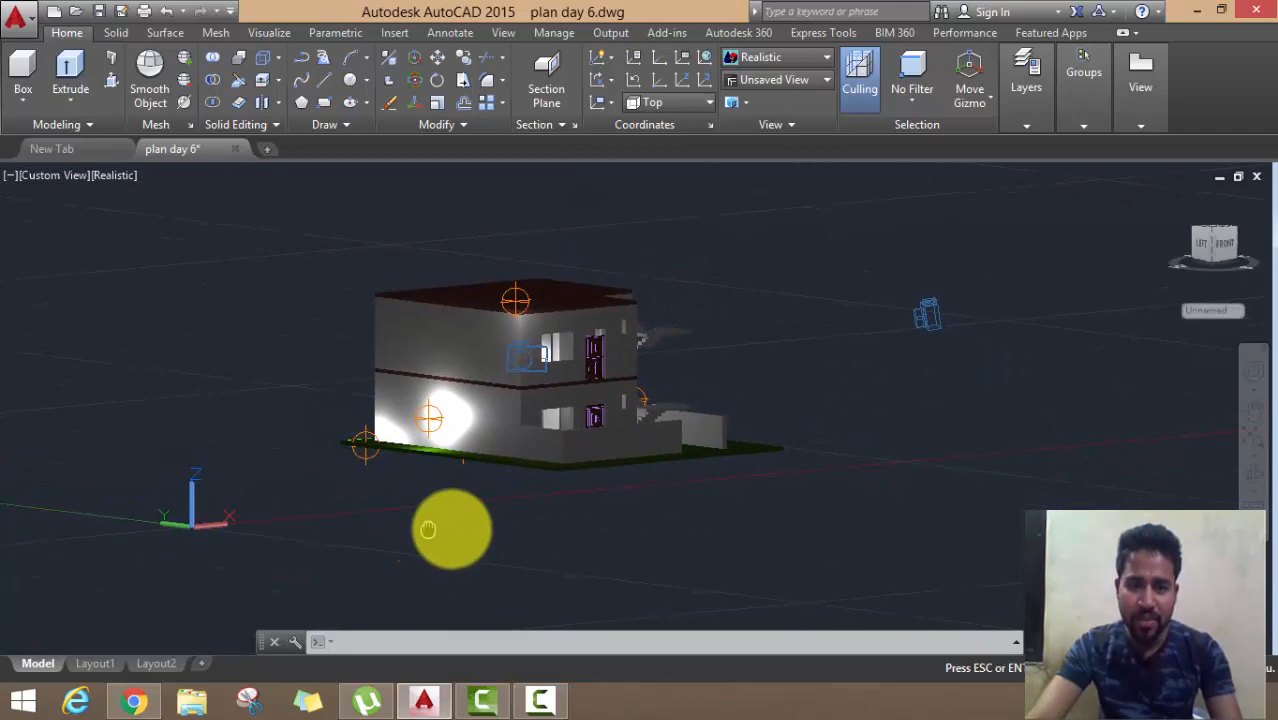 Autodesk AutoCAD 2015 plan day 6.dwg
Type a keyword or phrase
Sign In
Home Solid Surface Mesh Visualize Parametric Insert Annotate View Manage Output Add-ins Autodesk 360 Express Tools BIM 360 Performance Featured Apps
Realistic
Unsaved View
Top
Box Extrude Smooth Object Section Plane Culling No Filter Move Gizmo Layers Groups View
Modeling Mesh Solid Editing Draw Modify Section Coordinates View Selection
New Tab plan day 6*
[−][Custom View][Realistic]
LEFT FRONT
Unnamed
Z
Y X
Model Layout1 Layout2
Press ESC or EN